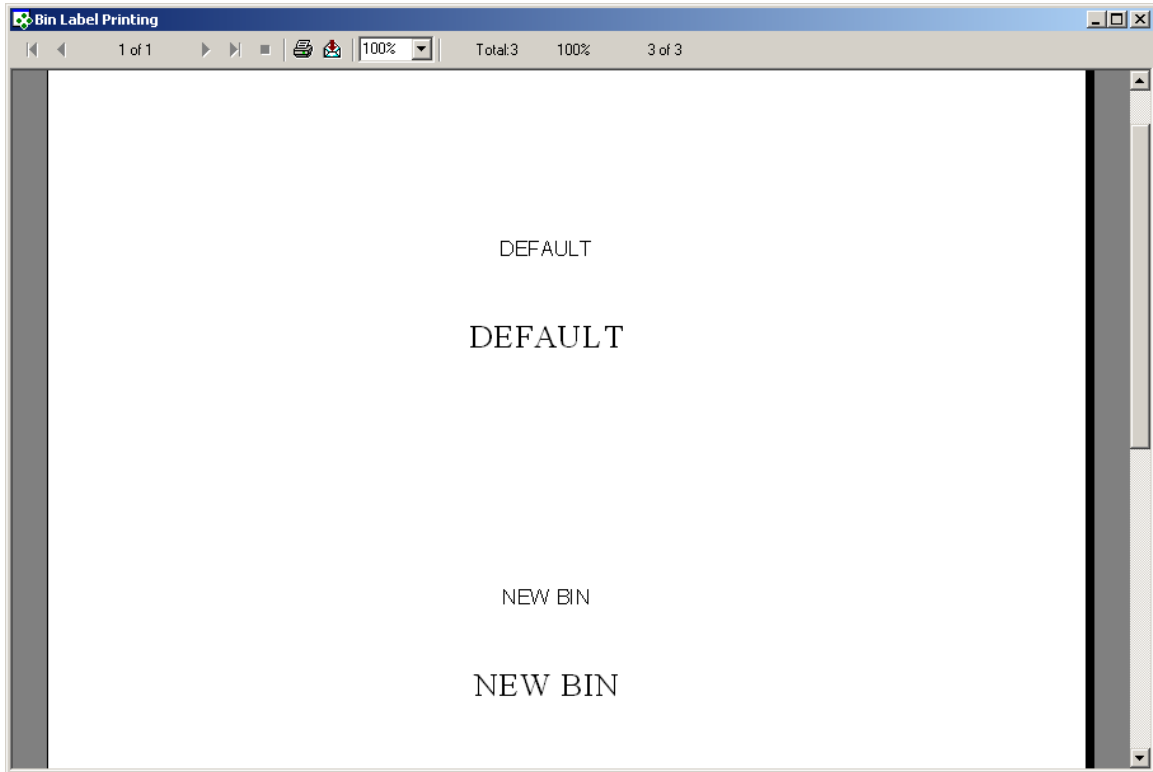 Bin Label Printing
1 of 1 100% Total:3 100% 3 of 3
DEFAULT
DEFAULT
NEW BIN
NEW BIN